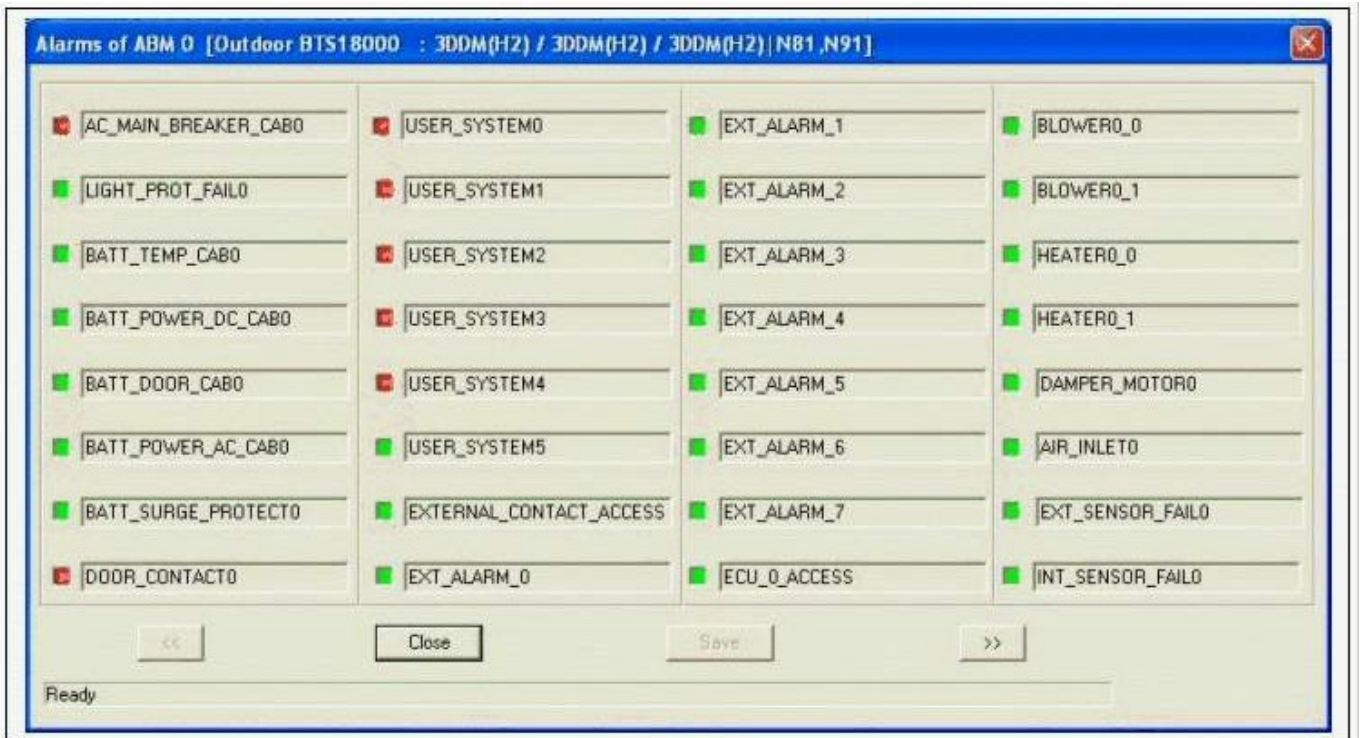 Alarms of ABM 0 [Outdoor BTS18000 : 3DDM(H2) / 3DDM(H2) / 3DDM(H2)|N81,N91]
AC_MAIN_BREAKER_CAB0 USER_SYSTEM0 EXT_ALARM_1 BLOWER0_0
LIGHT_PROT_FAIL0 USER_SYSTEM1 EXT_ALARM_2 BLOWER0_1
BATT_TEMP_CAB0 USER_SYSTEM2 EXT_ALARM_3 HEATER0_0
BATT_POWER_DC_CAB0 USER_SYSTEM3 EXT_ALARM_4 HEATER0_1
BATT_DOOR_CAB0 USER_SYSTEM4 EXT_ALARM_5 DAMPER_MOTOR0
BATT_POWER_AC_CAB0 USER_SYSTEM5 EXT_ALARM_6 AIR_INLET0
BATT_SURGE_PROTECT0 EXTERNAL_CONTACT_ACCESS EXT_ALARM_7 EXT_SENSOR_FAIL0
DOOR_CONTACT0 EXT_ALARM_0 ECU_0_ACCESS INT_SENSOR_FAIL0
<< Close Save >>
Ready